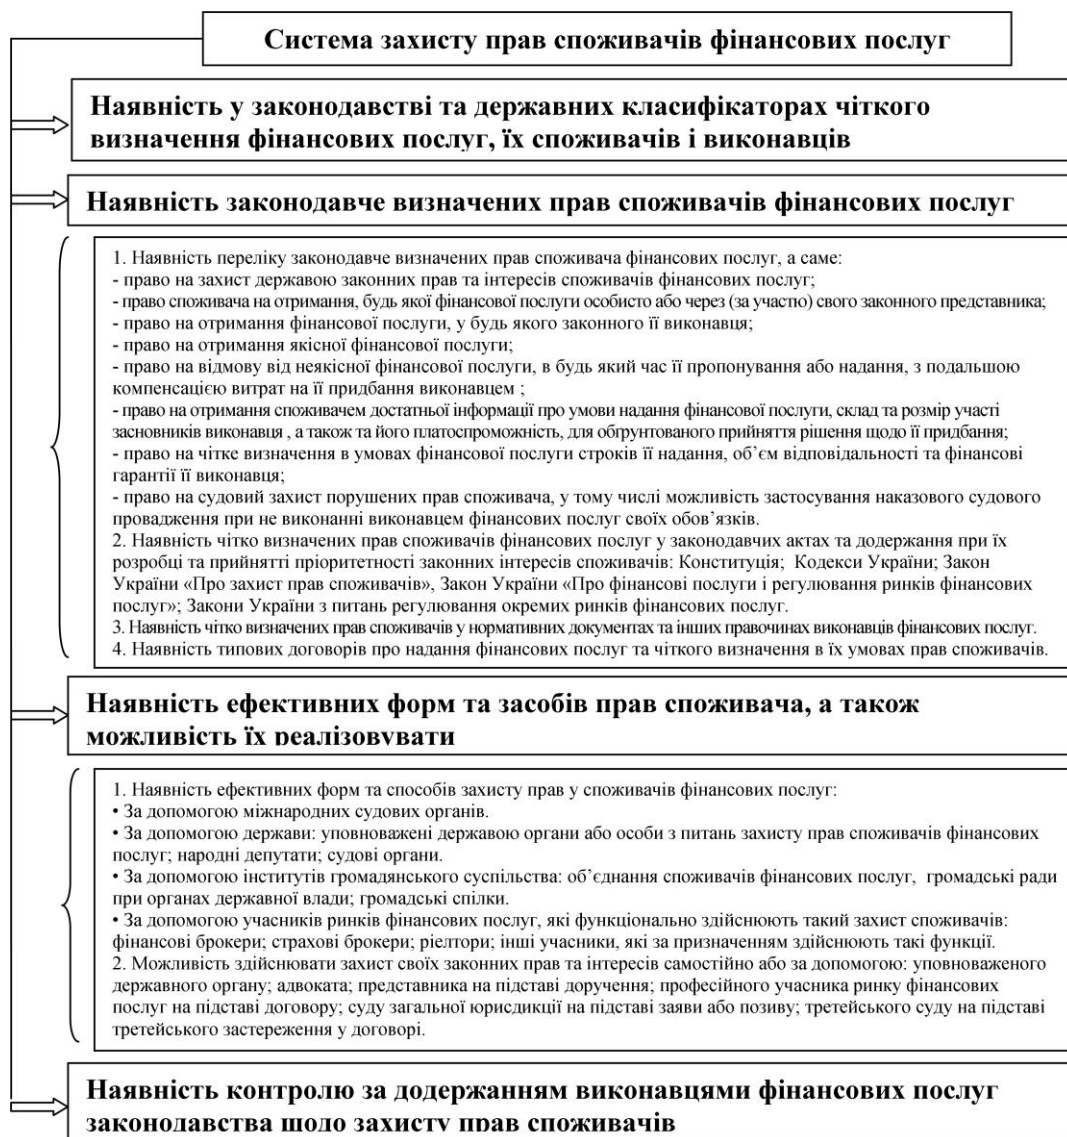 Система захисту прав споживачів фінансових послуг
Наявність у законодавстві та державних класифікаторах чіткого
визначення фінансових послуг, їх споживачів і виконавців
Наявність законодавче визначених прав споживачів фінансових послуг
1. Наявність переліку законодавче визначених прав споживача фінансових послуг, а саме:
- право на захист державою законних прав та інтересів споживачів фінансових послуг;
- право споживача на отримання, будь якої фінансової послуги особисто або через (за участю) свого законного представника;
- право на отримання фінансової послуги, у будь якого законного її виконавця;
- право на отримання якісної фінансової послуги;
- право на відмову від неякісної фінансової послуги, в будь який час її пропонування або надання, з подальшою
компенсацією витрат на її придбання виконавцем ;
- право на отримання споживачем достатньої інформації про умови надання фінансової послуги, склад та розмір участі
засновників виконавця , а також та його платоспроможність, для обґрунтованого прийняття рішення щодо її придбання;
- право на чітке визначення в умовах фінансової послуги строків її надання, об’єм відповідальності та фінансові
гарантії її виконавця;
- право на судовий захист порушених прав споживача, у тому числі можливість застосування наказового судового
провадження при не виконанні виконавцем фінансових послуг своїх обов’язків.
2. Наявність чітко визначених прав споживачів фінансових послуг у законодавчих актах та додержання при їх
розробці та прийнятті пріоритетності законних інтересів споживачів: Конституція; Кодекси України; Закон
України «Про захист прав споживачів», Закон України «Про фінансові послуги і регулювання ринків фінансових
послуг»; Закони України з питань регулювання окремих ринків фінансових послуг.
3. Наявність чітко визначених прав споживачів у нормативних документах та інших правочинах виконавців фінансових послуг.
4. Наявність типових договорів про надання фінансових послуг та чіткого визначення в їх умовах прав споживачів.
Наявність ефективних форм та засобів прав споживача, а також
можливість їх реалізовувати
1. Наявність ефективних форм та способів захисту прав у споживачів фінансових послуг:
• За допомогою міжнародних судових органів.
• За допомогою держави: уповноважені державою органи або особи з питань захисту прав споживачів фінансових
послуг; народні депутати; судові органи.
• За допомогою інститутів громадянського суспільства: об’єднання споживачів фінансових послуг, громадські ради
при органах державної влади; громадські спілки.
• За допомогою учасників ринків фінансових послуг, які функціонально здійснюють такий захист споживачів:
фінансові брокери; страхові брокери; ріелтори; інші учасники, які за призначенням здійснюють такі функції.
2. Можливість здійснювати захист своїх законних прав та інтересів самостійно або за допомогою: уповноваженого
державного органу; адвоката; представника на підставі доручення; професійного учасника ринку фінансових
послуг на підставі договору; суду загальної юрисдикції на підставі заяви або позиву; третейського суду на підставі
третейського застереження у договорі.
Наявність контролю за додержанням виконавцями фінансових послуг
законодавства щодо захисту прав споживачів